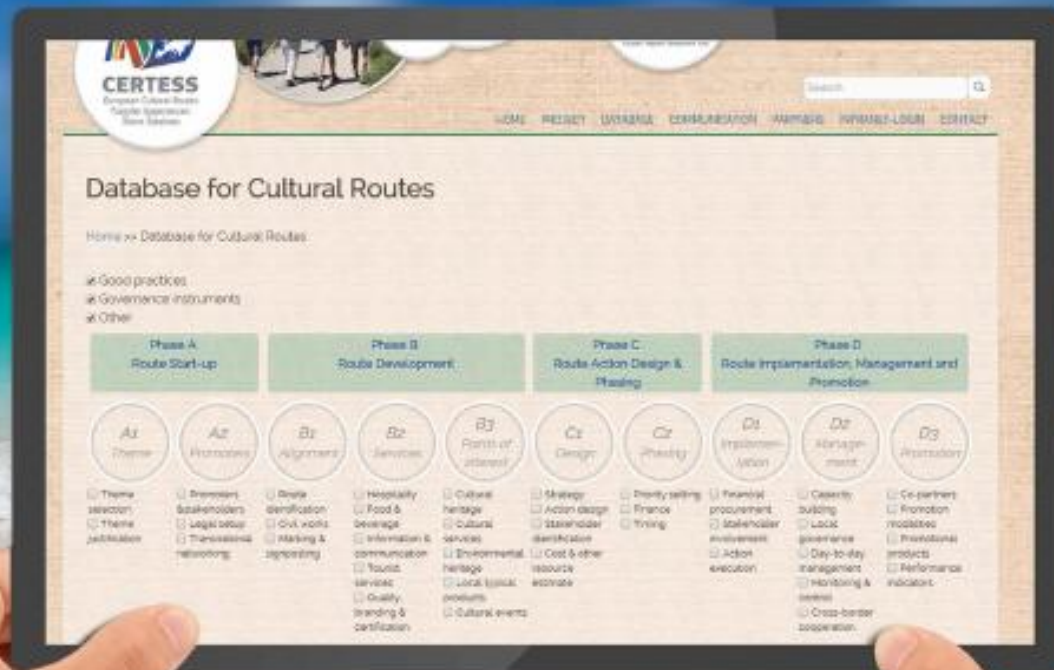 CERTESS
European Cultural Routes
Transfer Experiences
Share Solutions
Search
HOME PROJECT DATABASE COMMUNICATION PARTNERS INTRANET-LOGIN CONTACT
Database for Cultural Routes
Home >> Database for Cultural Routes
Good practices
Governance instruments
Other
Phase A
Route Start-up
Phase B
Route Development
Phase C
Route Action Design &
Phasing
Phase D
Route Implementation, Management and
Promotion
A1
Theme
A2
Promoters
B1
Alignment
B2
Services
B3
Points of
interest
C1
Design
C2
Phasing
D1
Implemen-
tation
D2
Manage-
ment
D3
Promotion
Theme
selection
Theme
justification
Promoters
&stakeholders
Legal setup
Transnational
networking
Route
identification
Civil works
Marking &
signposting
Hospitality
Food &
beverage
Information &
communication
Tourist
services
Quality,
branding &
certification
Cultural
heritage
Cultural
services
Environmental
heritage
Local typical
products
Cultural events
Strategy
Action design
Stakeholder
identification
Cost & other
resource
estimate
Priority setting
Finance
Timing
Financial
procurement
Stakeholder
involvement
Action
execution
Capacity
building
Local
governance
Day-to-day
management
Monitoring &
control
Cross-border
cooperation
Co-partners
Promotion
modalities
Promotional
products
Performance
indicators